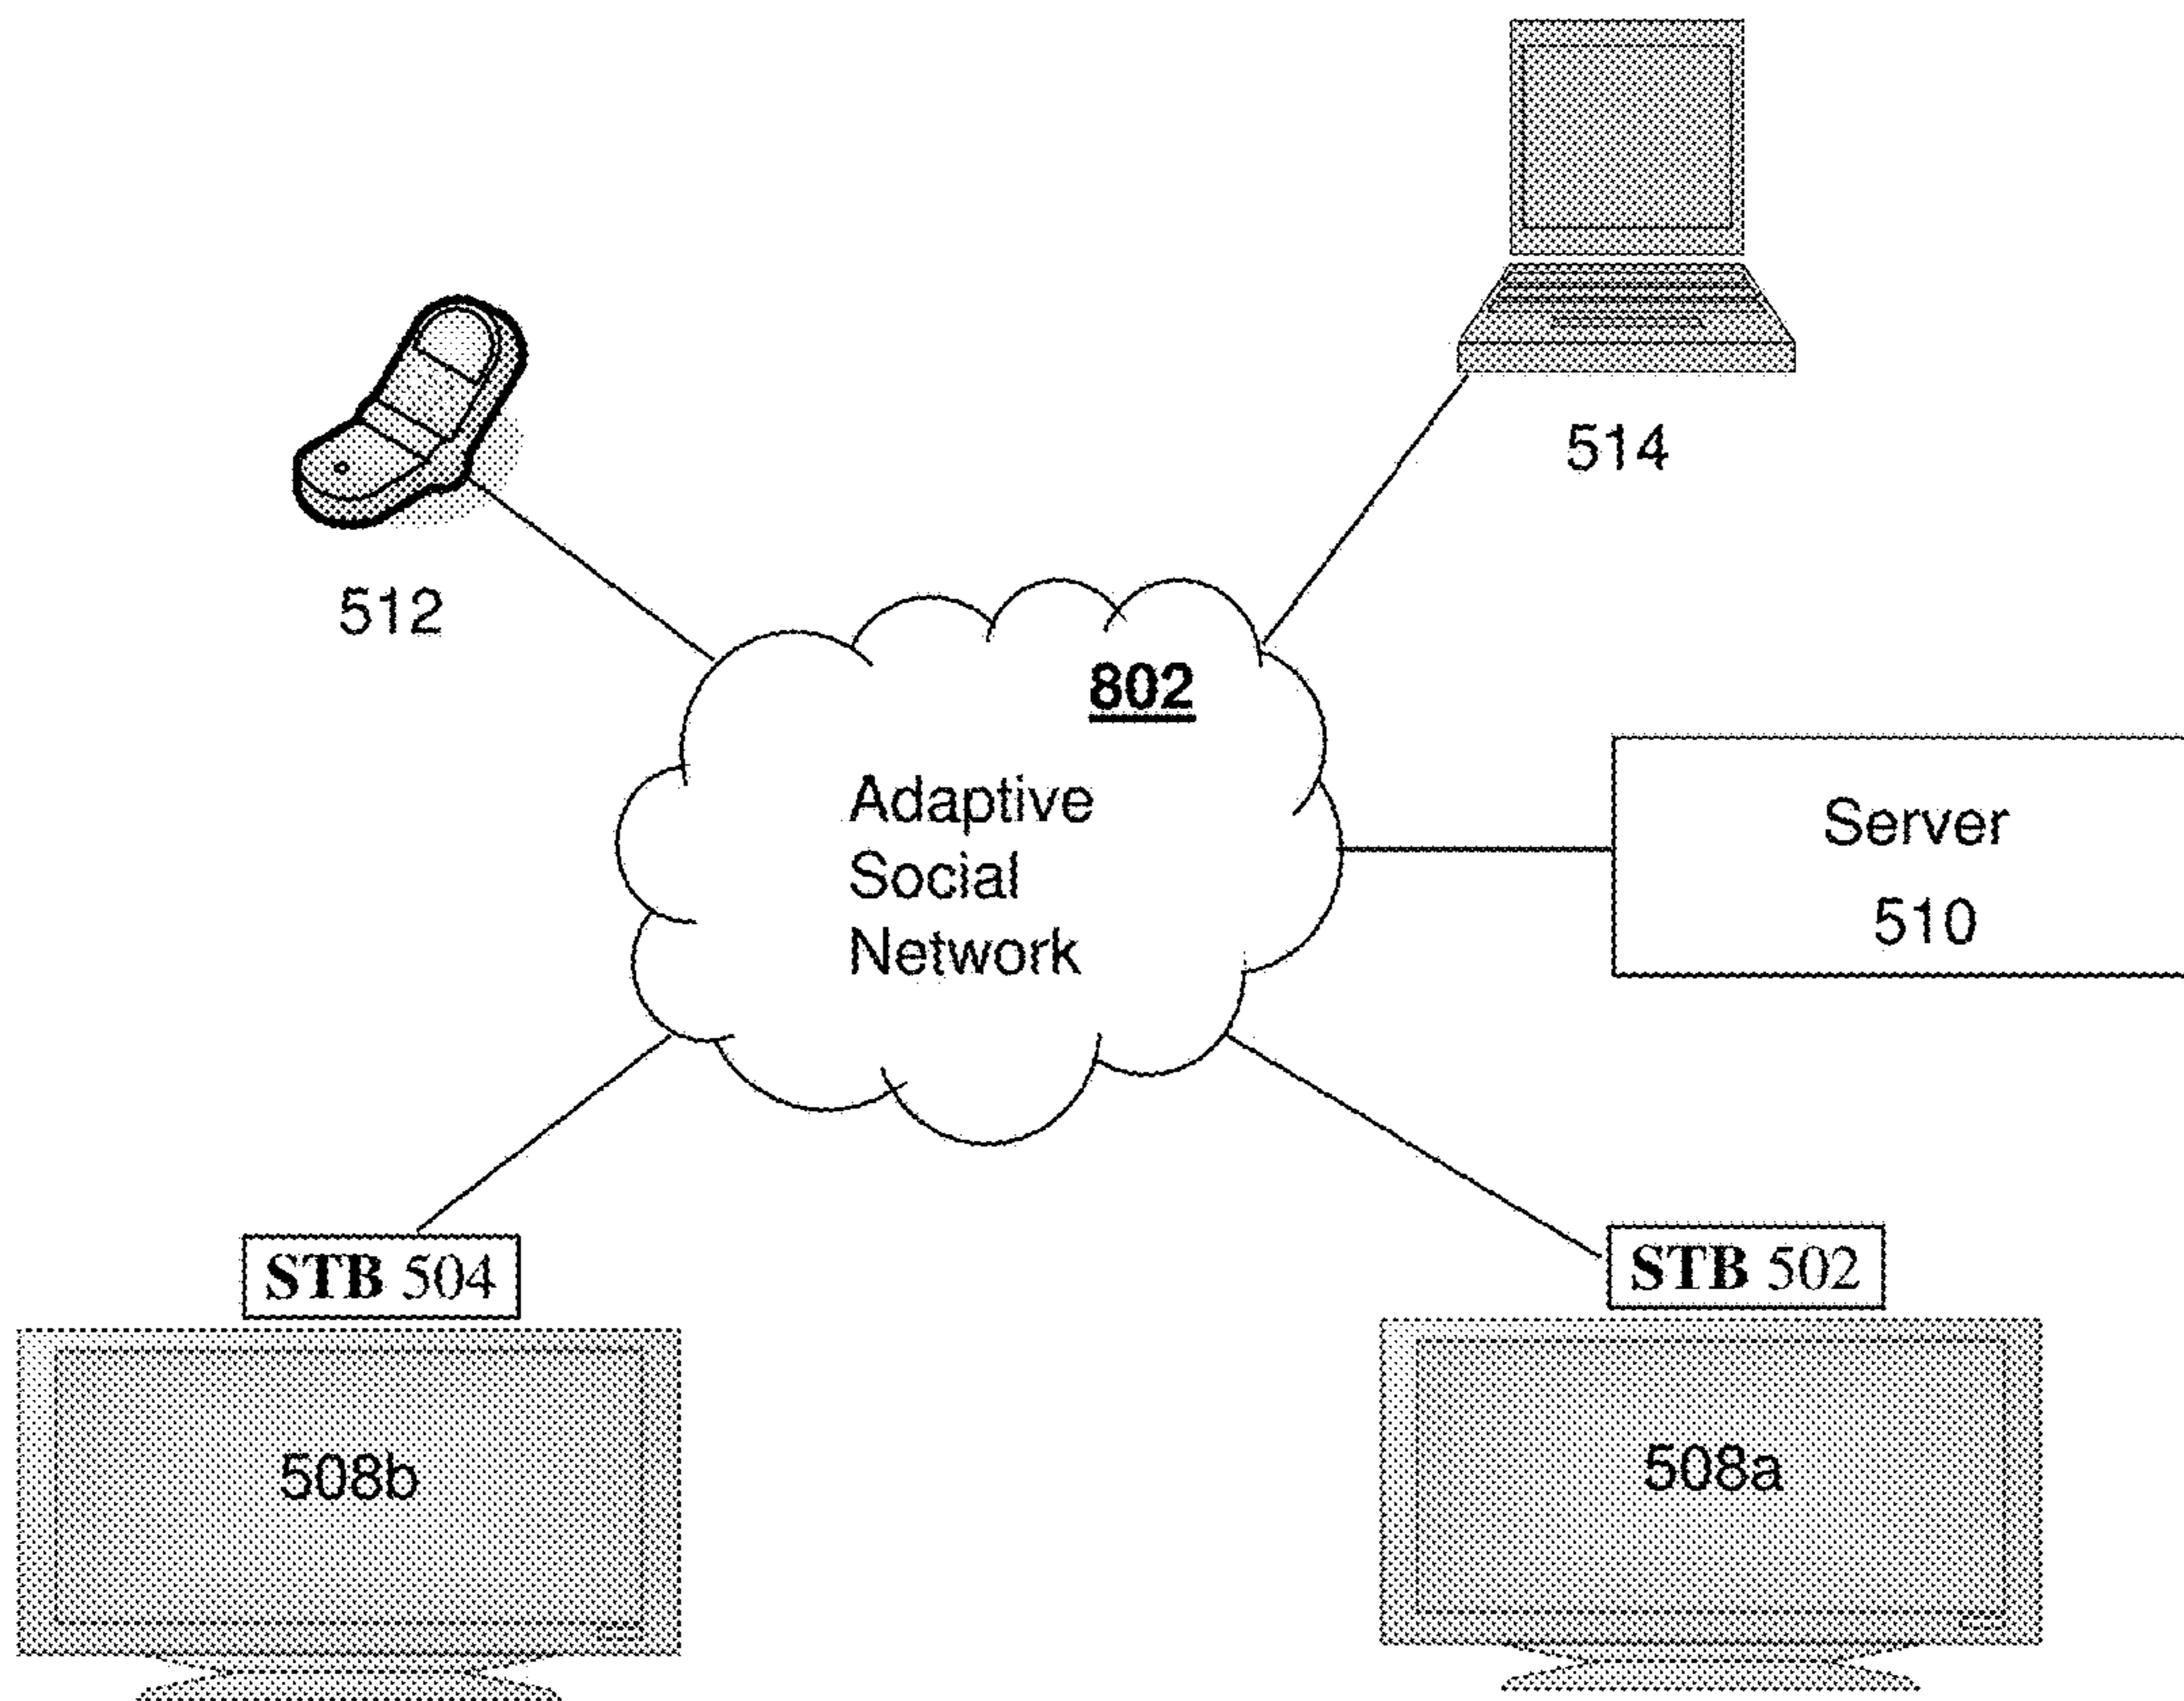 514
512
802
Adaptive
Social
Network
Server
510
STB 504
STB 502
508b
508a